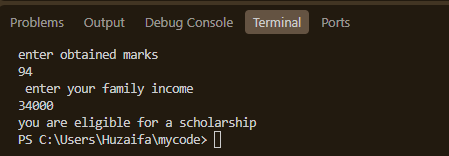 Problems Output Debug Console Terminal Ports
enter obtained marks
94
enter your family income
34000
you are eligible for a scholarship
PS C:\Users\Huzaifa\mycode>